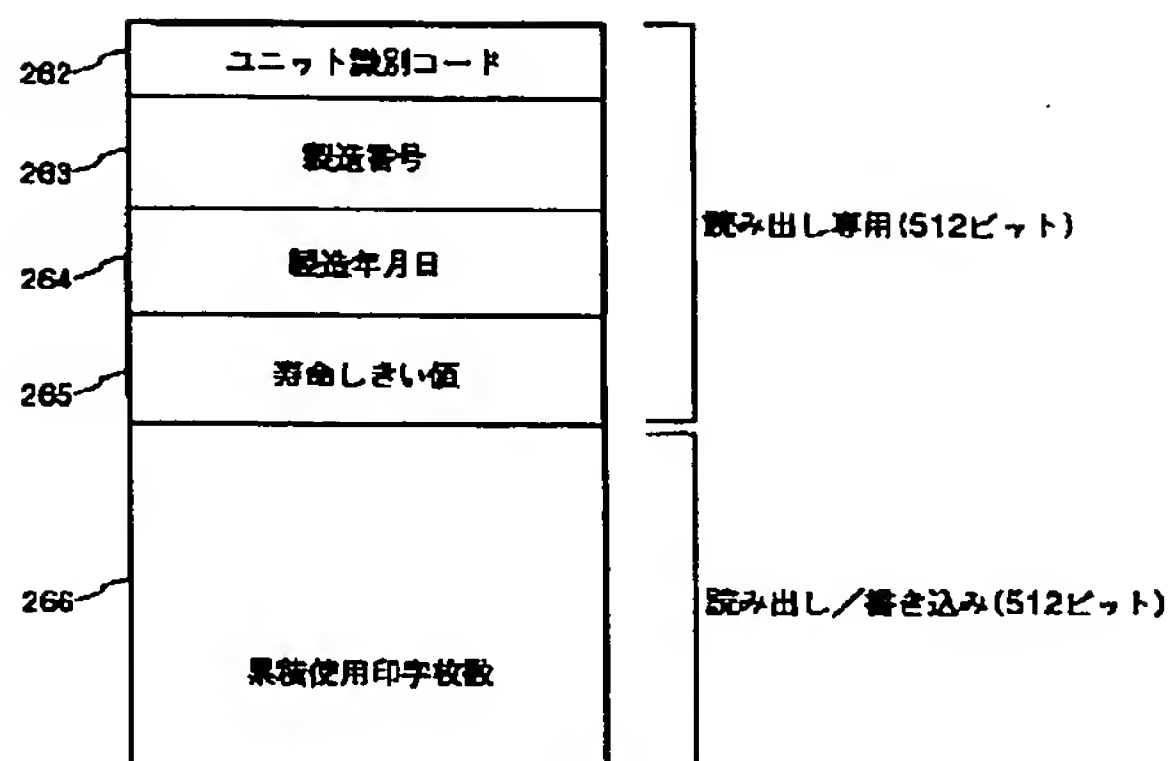 262 ユニット識別コード
263 製造番号
264 製造年月日
265 寿命しきい値
読み出し専用(512ビット)
266 累積使用印字枚数
読み出し/書き込み(512ビット)